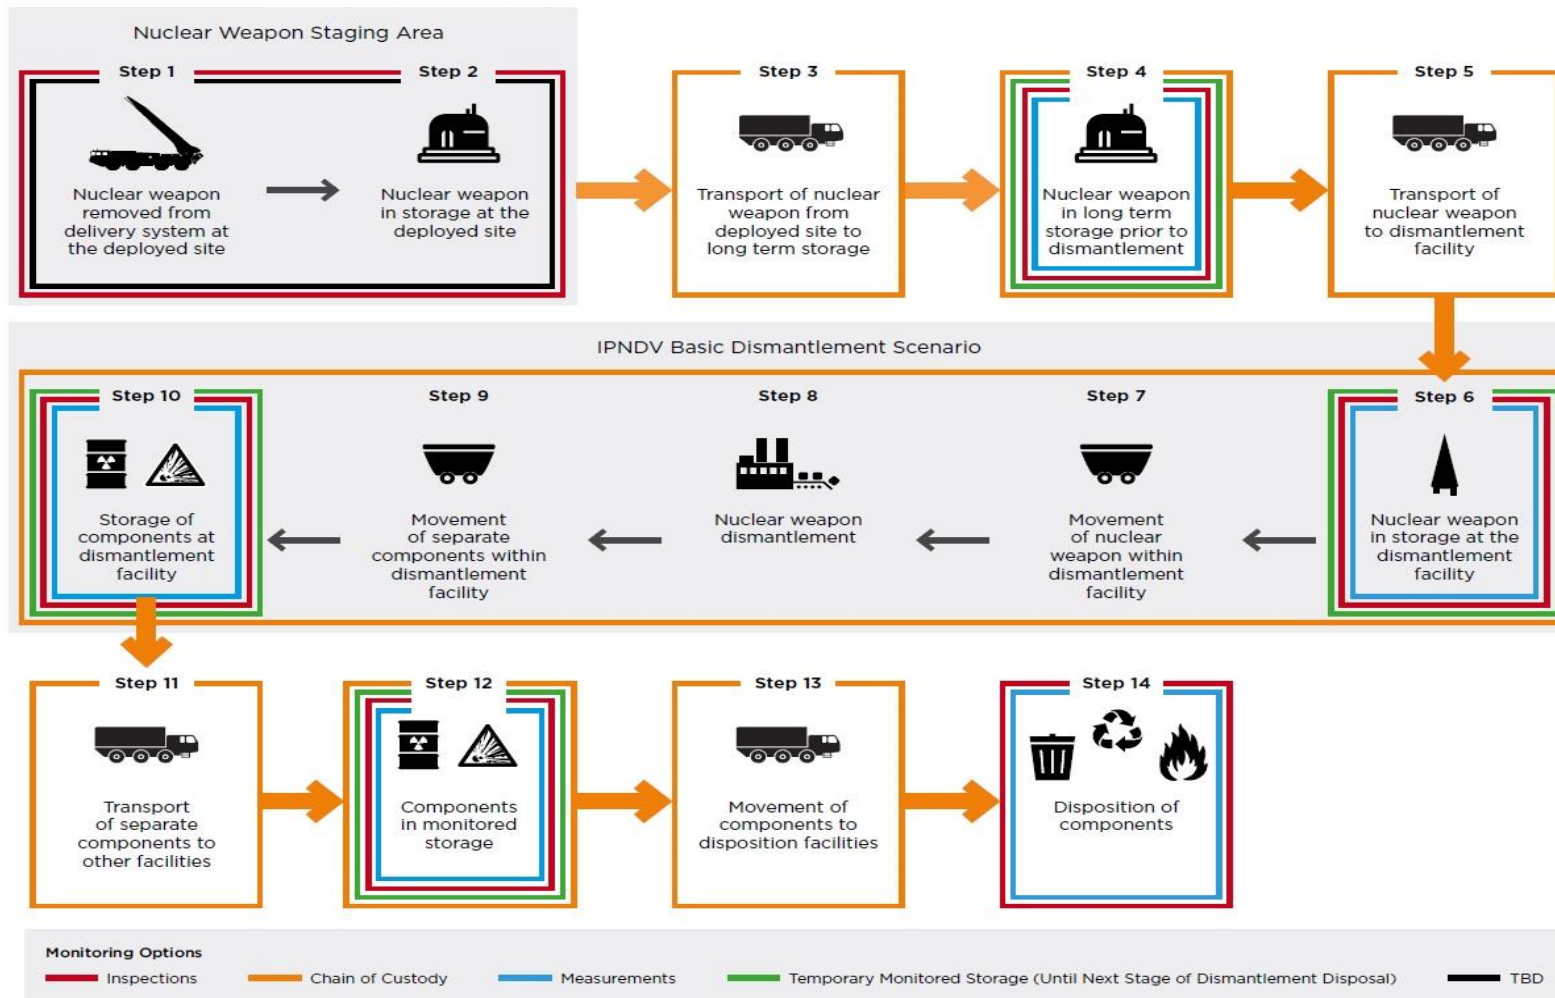 Nuclear Weapon Staging Area
Step 1
Nuclear weapon
removed from
delivery system at
the deployed site
Step 2
Nuclear weapon
in storage at the
deployed site
Step 3
Transport of nuclear
weapon from
deployed site to
long term storage
Step 4
Nuclear weapon
in long term
storage prior to
dismantlement
Step 5
Transport of
nuclear weapon
to dismantlement
facility
IPNDV Basic Dismantlement Scenario
Step 10
Storage of
components at
dismantlement
facility
Step 9
Movement
of separate
components within
dismantlement
facility
Step 8
Nuclear weapon
dismantlement
Step 7
Movement
of nuclear
weapon within
dismantlement
facility
Step 6
Nuclear weapon
in storage at the
dismantlement
facility
Step 11
Transport
of separate
components to
other facilities
Step 12
Components
in monitored
storage
Step 13
Movement of
components to
disposition facilities
Step 14
Disposition of
components
Monitoring Options
Inspections
Chain of Custody
Measurements
Temporary Monitored Storage (Until Next Stage of Dismantlement Disposal)
TBD